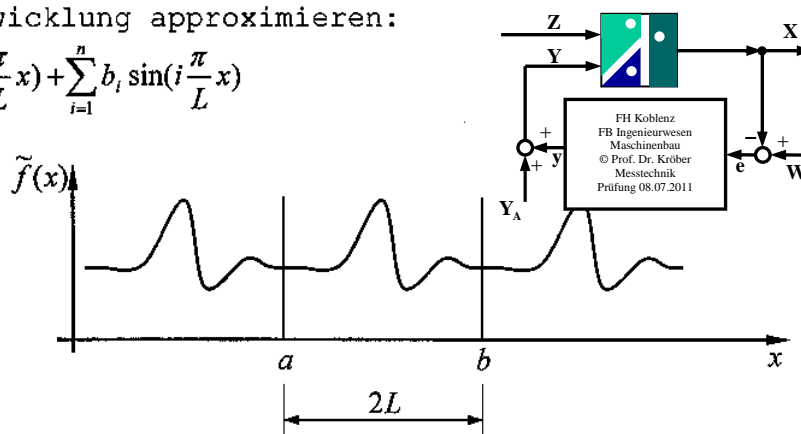 wicklung approximieren:
π/L x) + ∑_{i=1}^{n} b_i sin(i π/L x)
Z
X
Y
FH Koblenz
FB Ingenieurwesen
Maschinenbau
© Prof. Dr. Kröber
Messtechnik
Prüfung 08.07.2011
+ y
− +
+
e W
Y_A
f̃(x)
a b x
2L